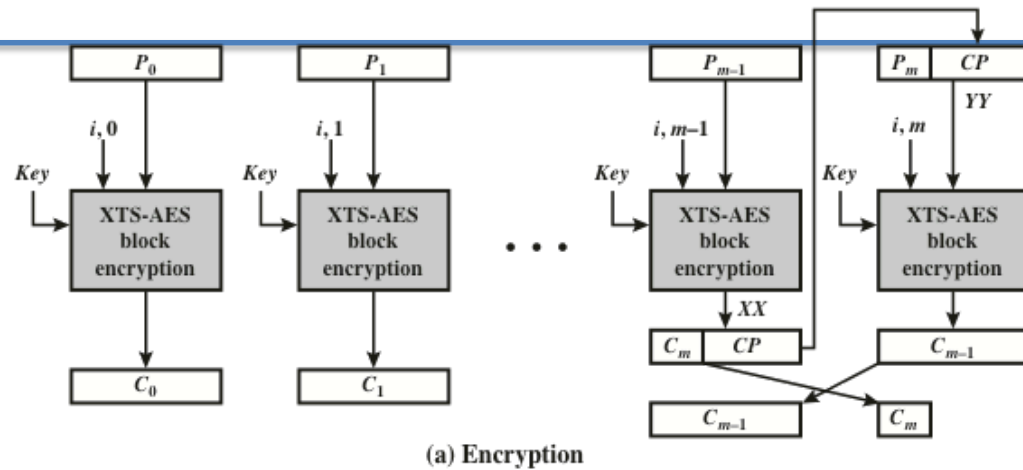 P₀ P₁ Pₘ₋₁ Pₘ CP
YY
i, 0 i, 1 i, m–1 i, m
Key Key Key Key
XTS-AES XTS-AES XTS-AES XTS-AES
block block block block
encryption encryption • • • encryption encryption
XX
Cₘ CP Cₘ₋₁
C₀ C₁
Cₘ₋₁ Cₘ
(a) Encryption